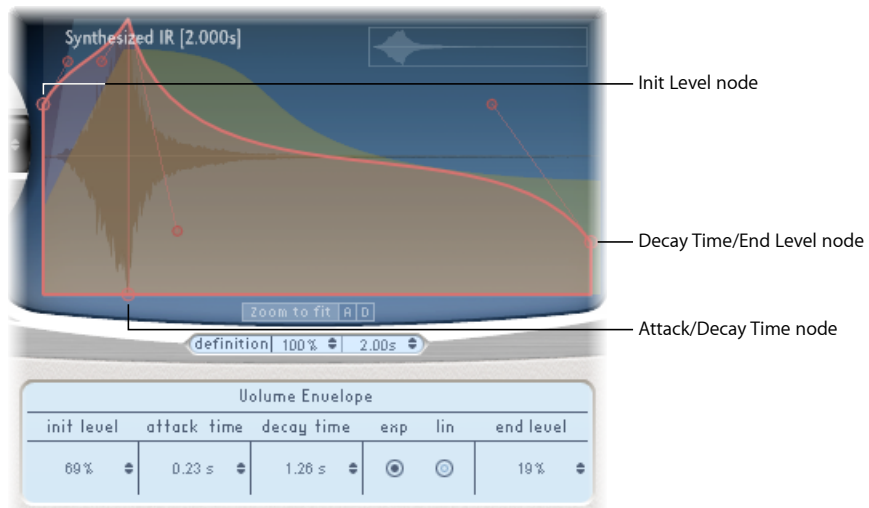 Synthesized IR [2.000s]
Init Level node
Decay Time/End Level node
Zoom to fit A D
Attack/Decay Time node
definition 100% 2.00s
Volume Envelope
init level attack time decay time exp lin end level
69% 0.23 s 1.26 s 19%